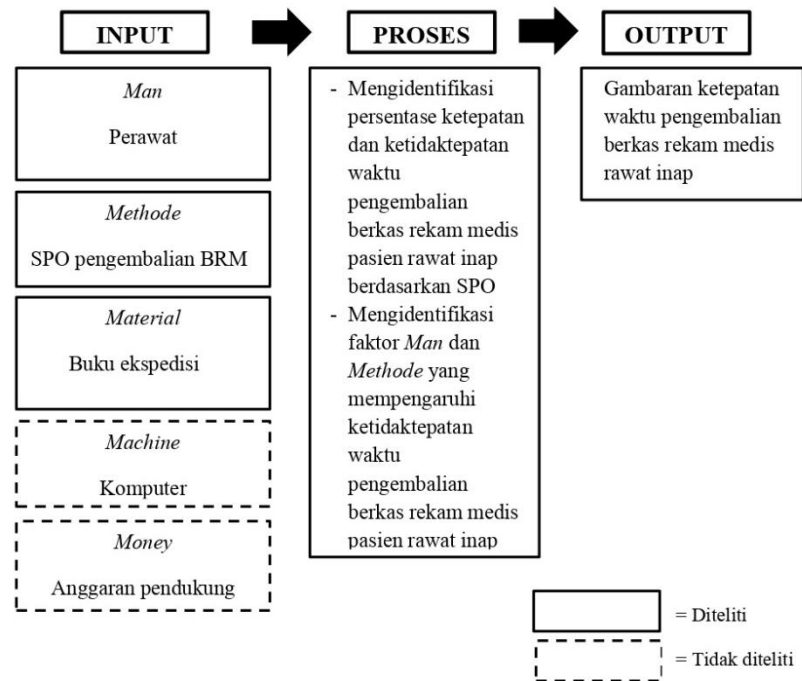 INPUT
PROSES
OUTPUT
Man
Perawat
Methode
SPO pengembalian BRM
Material
Buku ekspedisi
Machine
Komputer
Money
Anggaran pendukung
- Mengidentifikasi
persentase ketepatan
dan ketidaktepatan
waktu
pengembalian
berkas rekam medis
pasien rawat inap
berdasarkan SPO
- Mengidentifikasi
faktor Man dan
Methode yang
mempengaruhi
ketidaktepatan
waktu
pengembalian
berkas rekam medis
pasien rawat inap
Gambaran ketepatan
waktu pengembalian
berkas rekam medis
rawat inap
= Diteliti
= Tidak diteliti